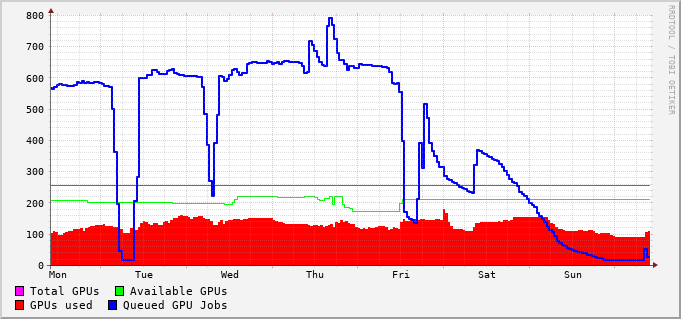 800
700
600
500
400
300
200
100
0
Mon Tue Wed Thu Fri Sat Sun
Total GPUs Available GPUs
GPUs used Queued GPU Jobs
RRDTOOL / TOBI OETIKER